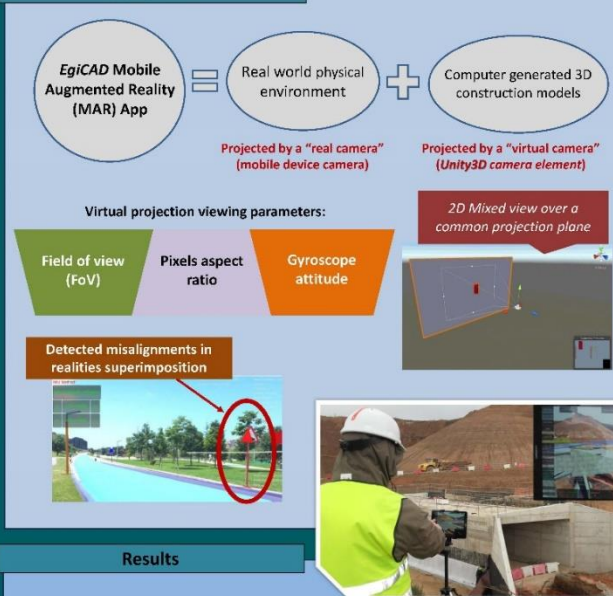 EgiCAD Mobile
Augmented Reality
(MAR) App
=
Real world physical
environment
+
Computer generated 3D
construction models
Projected by a “real camera”
(mobile device camera)
Projected by a “virtual camera”
(Unity3D camera element)
Virtual projection viewing parameters:
Field of view
(FoV)
Pixels aspect
ratio
Gyroscope
attitude
2D Mixed view over a
common projection plane
Detected misalignments in
realities superimposition
Results